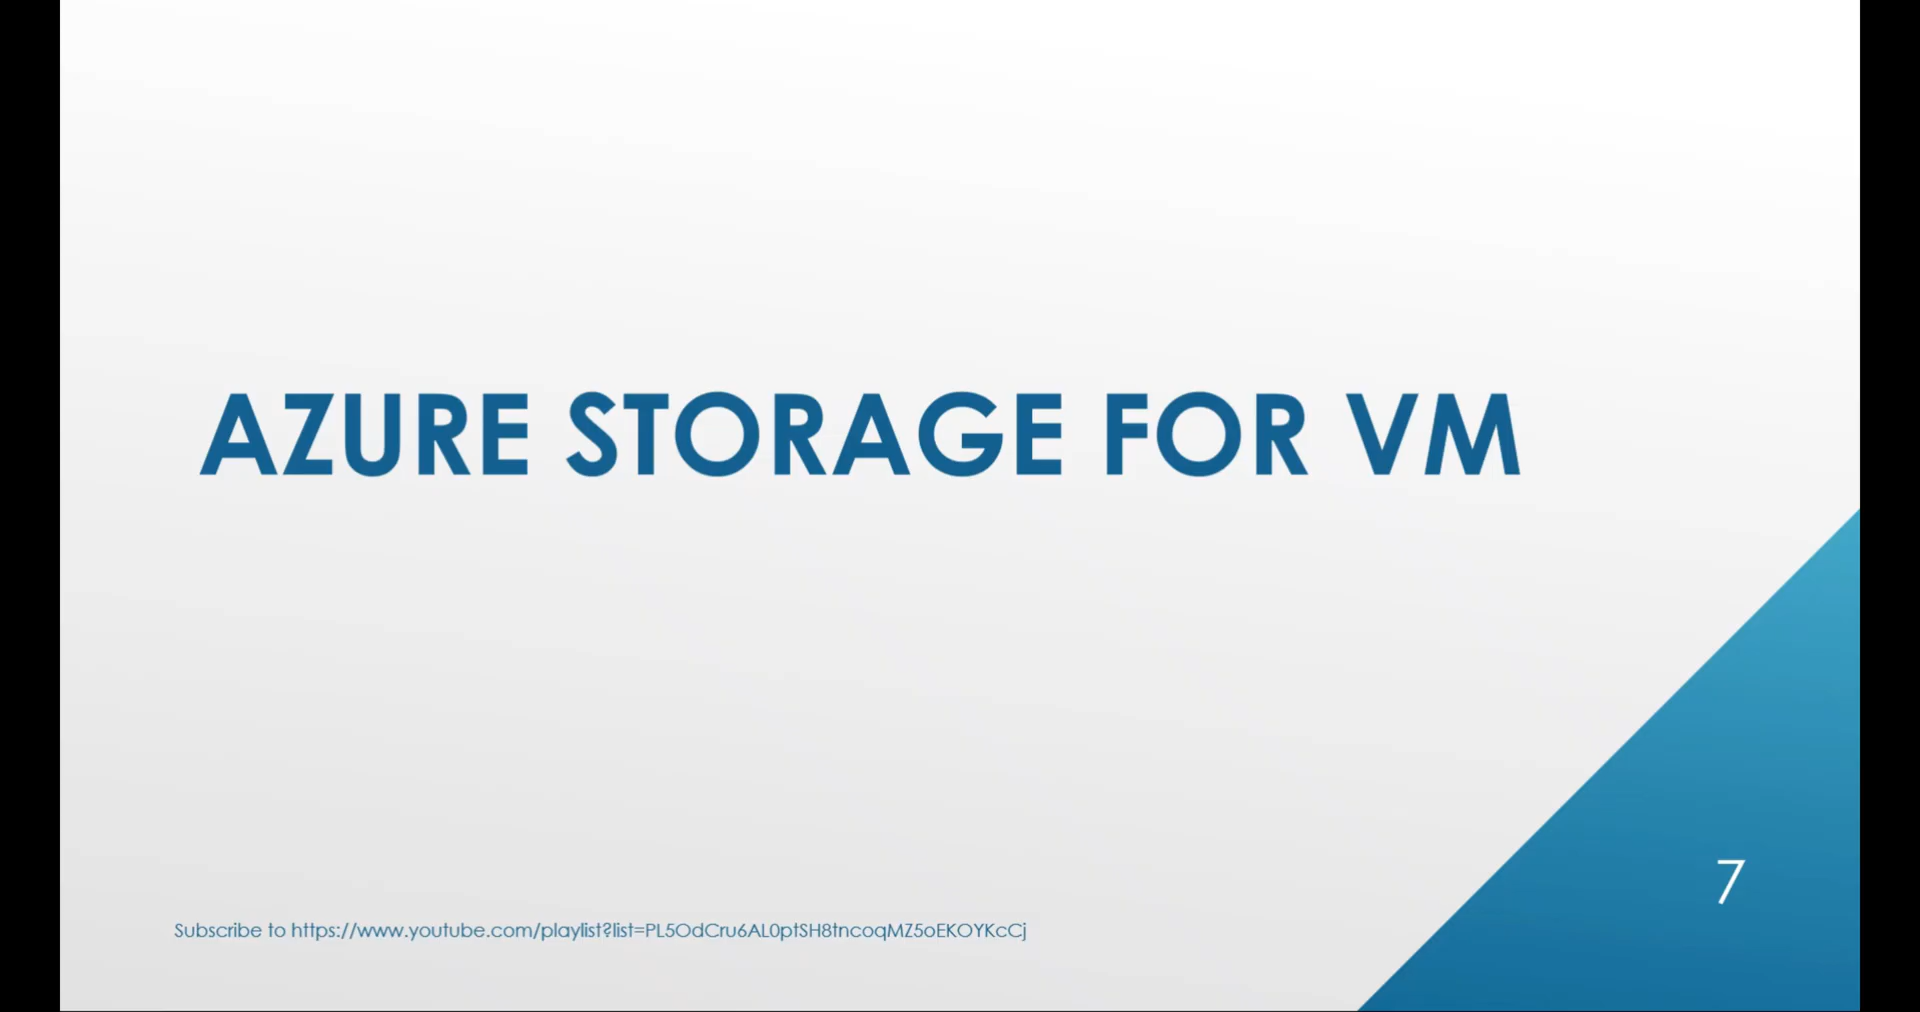 AZURE STORAGE FOR VM
Subscribe to https://www.youtube.com/playlist?list=PL5OdCru6AL0ptSH8tncoqMZ5oEKOYKcCj
7